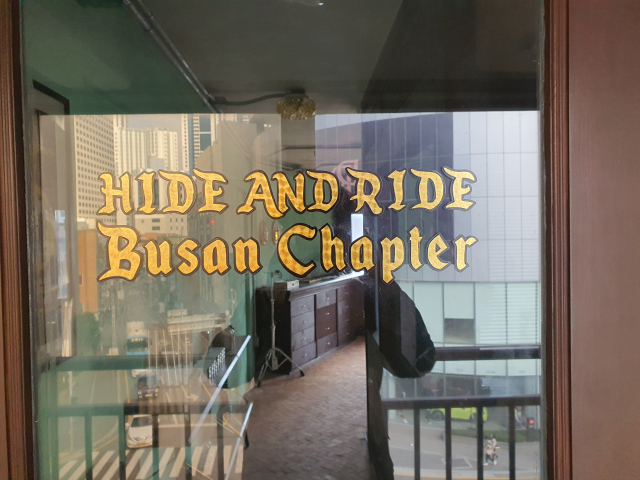 HIDE AND RIDE
Busan Chapter